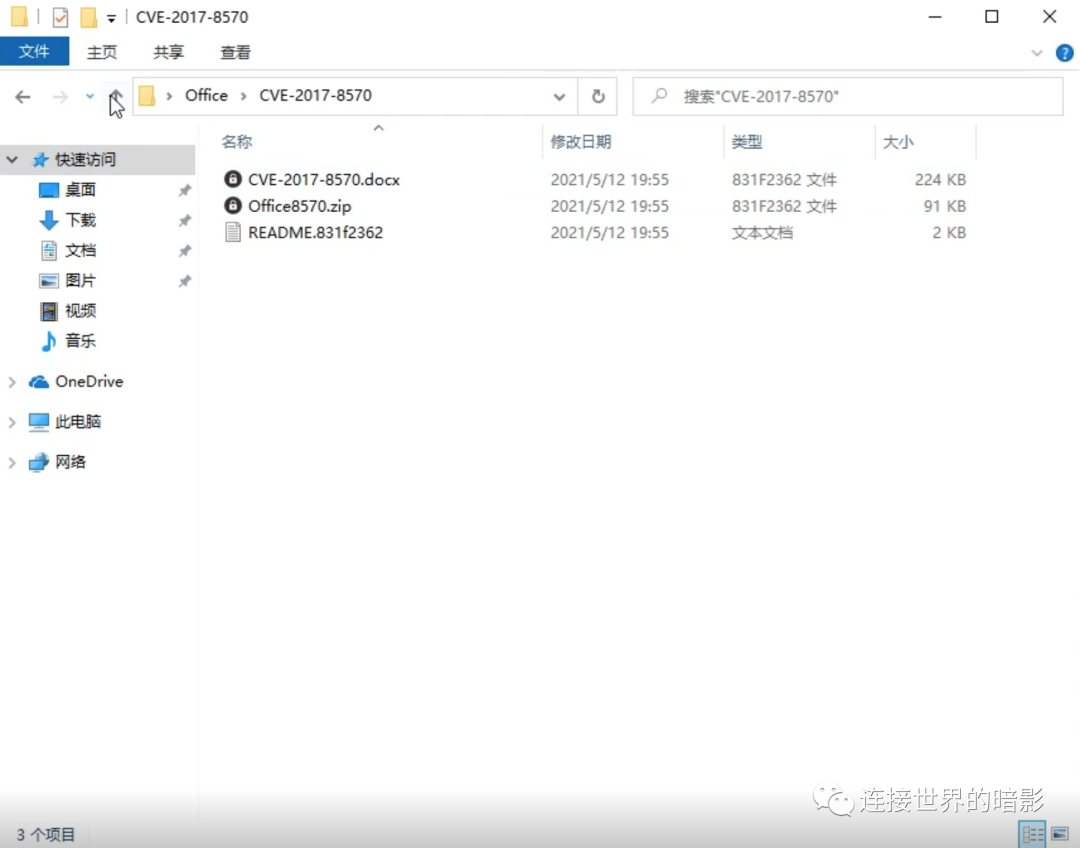 CVE-2017-8570
文件 主页 共享 查看
Office CVE-2017-8570 搜索"CVE-2017-8570"
名称 修改日期 类型 大小
快速访问
桌面
下载
文档
图片
视频
音乐
OneDrive
此电脑
网络
CVE-2017-8570.docx 2021/5/12 19:55 831F2362 文件 224 KB
Office8570.zip 2021/5/12 19:55 831F2362 文件 91 KB
README.831f2362 2021/5/12 19:55 文本文档 2 KB
连接世界的暗影
3 个项目